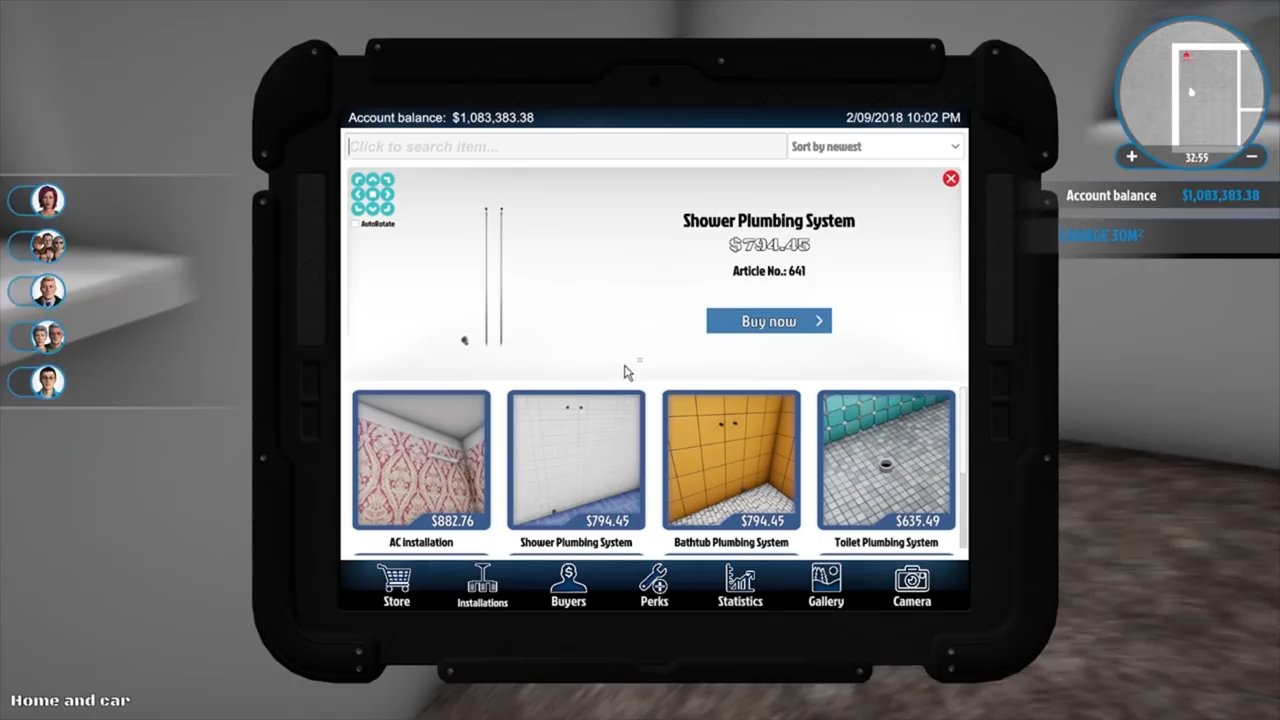 Account balance: $1,083,383.38
2/09/2018 10:02 PM
Click to search item...
Sort by newest
AutoRotate
Shower Plumbing System
$794.45
Article No.: 641
Buy now
$882.76
$794.45
$794.45
$635.49
AC installation
Shower Plumbing System
Bathtub Plumbing System
Toilet Plumbing System
Store
Installations
Buyers
Perks
Statistics
Gallery
Camera
+
32:55
−
Account balance
$1,083,383.38
GARAGE 30M²
Home and car